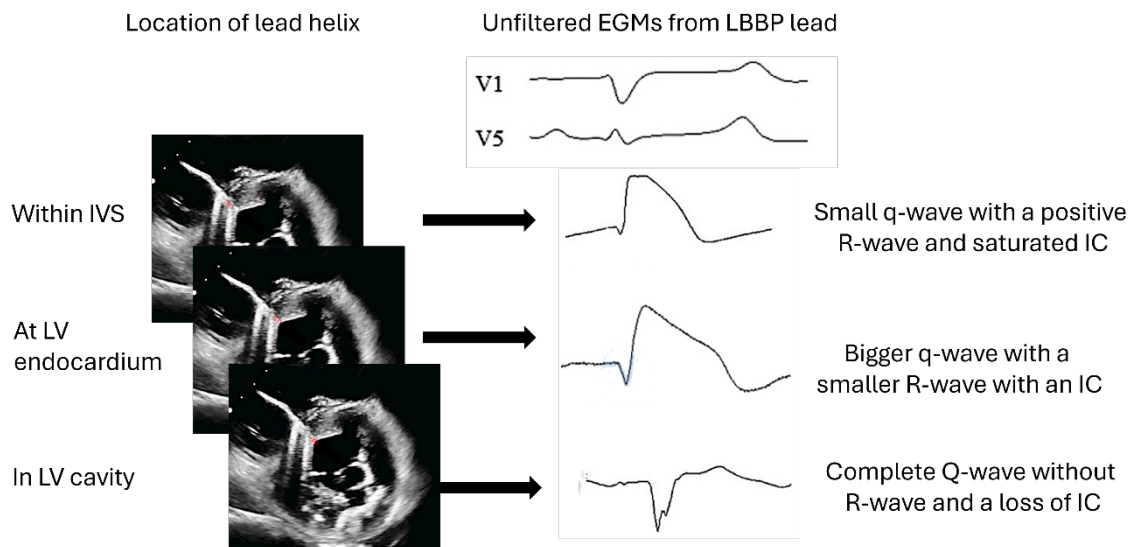 Location of lead helix
Unfiltered EGMs from LBBP lead
V1
V5
Within IVS
Small q-wave with a positive
R-wave and saturated IC
At LV
endocardium
Bigger q-wave with a
smaller R-wave with an IC
In LV cavity
Complete Q-wave without
R-wave and a loss of IC